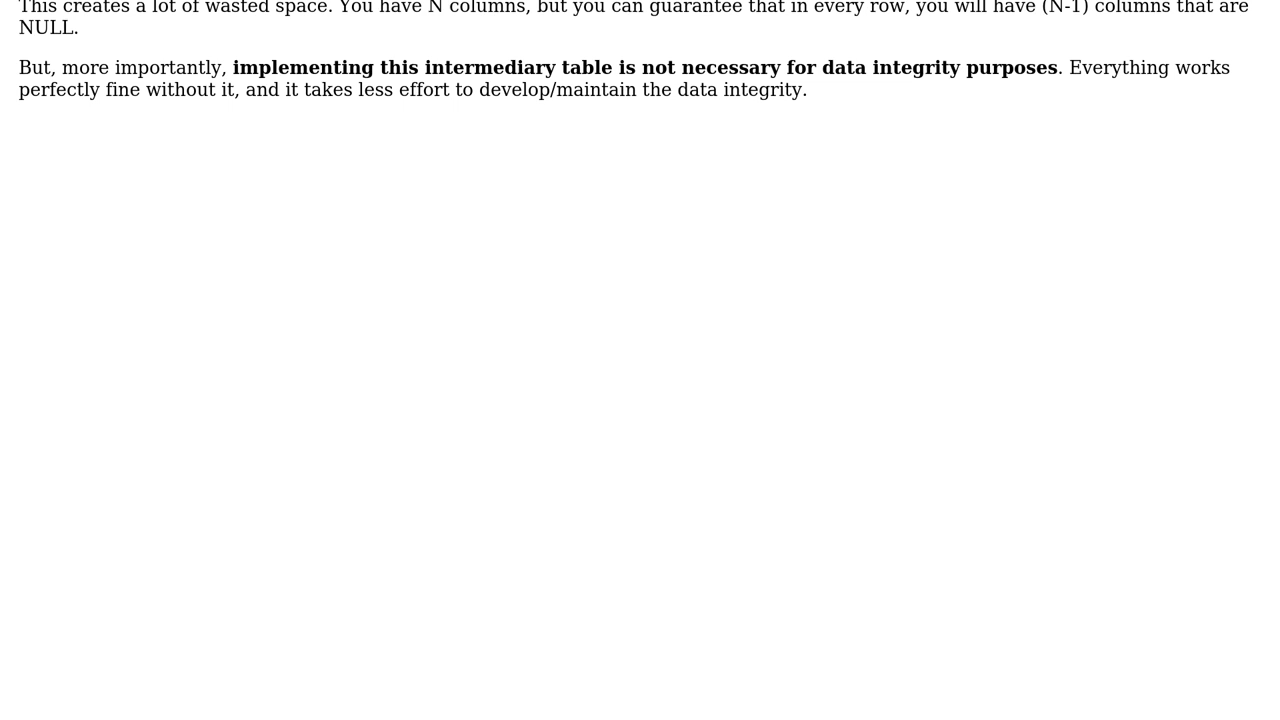 This creates a lot of wasted space. You have N columns, but you can guarantee that in every row, you will have (N-1) columns that are
NULL.
But, more importantly, implementing this intermediary table is not necessary for data integrity purposes. Everything works
perfectly fine without it, and it takes less effort to develop/maintain the data integrity.